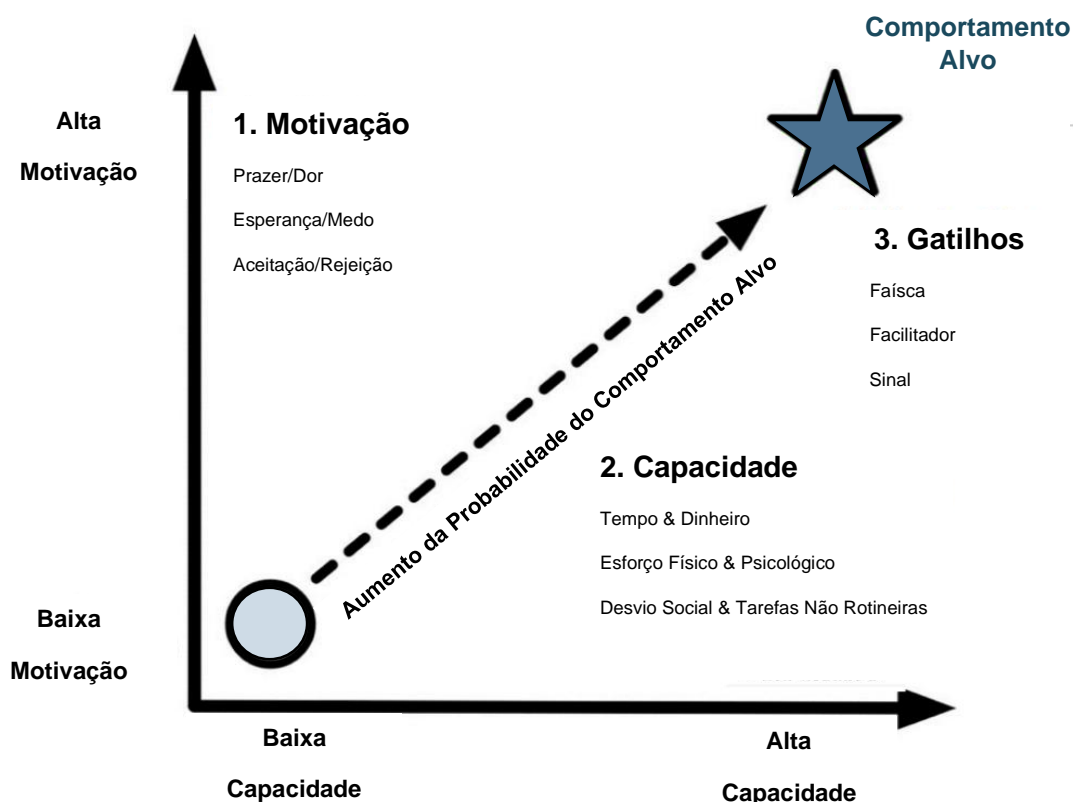 Comportamento
Alvo
Alta
Motivação
1. Motivação
Prazer/Dor
Esperança/Medo
Aceitação/Rejeição
3. Gatilhos
Faísca
Facilitador
Sinal
Aumento da Probabilidade do Comportamento Alvo
2. Capacidade
Tempo & Dinheiro
Esforço Físico & Psicológico
Desvio Social & Tarefas Não Rotineiras
Baixa
Motivação
Baixa
Capacidade
Alta
Capacidade